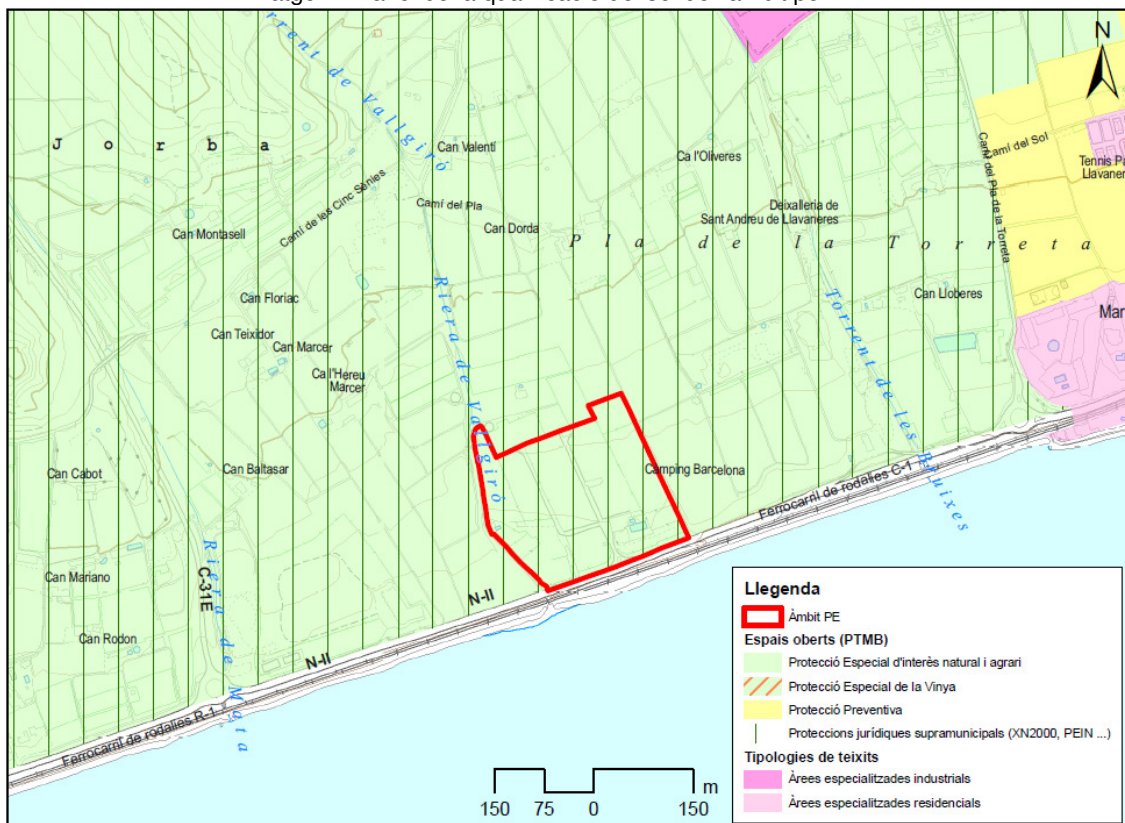 N
Torrent de Vallgiró
Jorba
Can Valentí
Ca l'Oliveres
Camí del Sol
Tennis Pa
Llavaner
Camí del Pla de la Torreta
Camí de les Cinc Sènies
Camí del Pla
Deixalleria de
Sant Andreu de Llavaneres
Can Montasell
Can Dorda
Pla de la Torreta
Can Floriac
Riera de Vallgiró
Torrent de les Bruixes
Can Lloberes
Mar
Can Teixidor
Can Marcer
Ca l'Hereu
Marcer
Can Cabot
Can Baltasar
Camping Barcelona
Ferrocarril de rodalies C-1
Can Mariano
C-31E
Riera de Mata
N-II
Can Rodon
N-II
Ferrocarril de rodalies R-1
150 75 0 150 m
Llegenda
Àmbit PE
Espais oberts (PTMB)
Protecció Especial d'interès natural i agrari
Protecció Especial de la Vinya
Protecció Preventiva
Proteccions jurídiques supramunicipals (XN2000, PEIN ...)
Tipologies de teixits
Àrees especialitzades industrials
Àrees especialitzades residencials